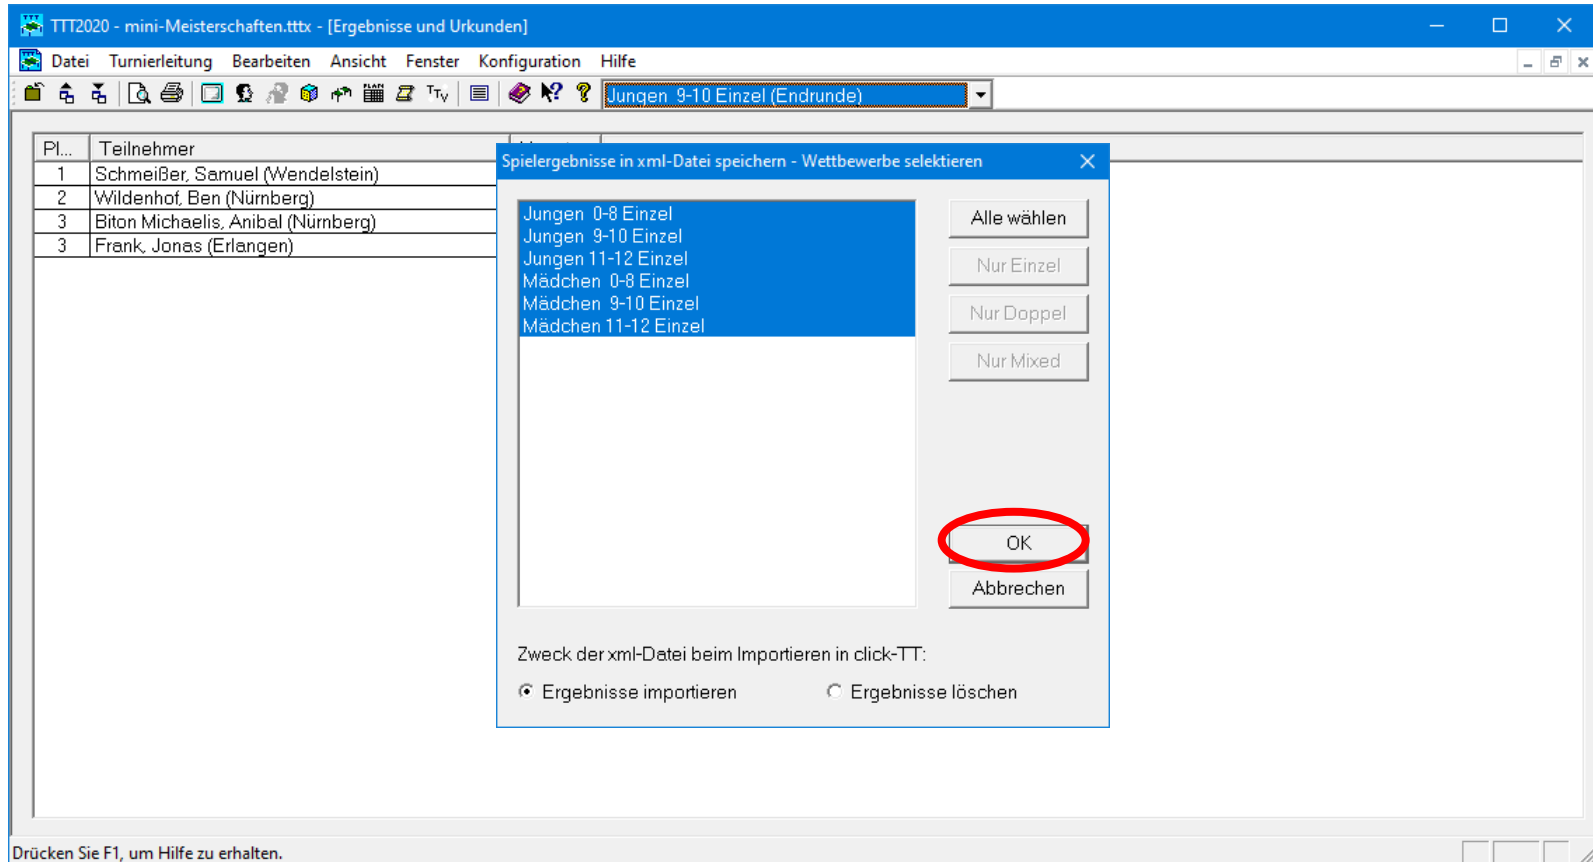 TTT2020 - mini-Meisterschaften.tttx - [Ergebnisse und Urkunden]
Datei Turnierleitung Bearbeiten Ansicht Fenster Konfiguration Hilfe
Jungen 9-10 Einzel (Endrunde)
Pl... Teilnehmer
1 Schmeißer, Samuel (Wendelstein)
2 Wildenhof, Ben (Nürnberg)
3 Biton Michaelis, Anibal (Nürnberg)
3 Frank, Jonas (Erlangen)
Spielergebnisse in xml-Datei speichern - Wettbewerbe selektieren
Jungen 0-8 Einzel
Jungen 9-10 Einzel
Jungen 11-12 Einzel
Mädchen 0-8 Einzel
Mädchen 9-10 Einzel
Mädchen 11-12 Einzel
Alle wählen
Nur Einzel
Nur Doppel
Nur Mixed
OK
Abbrechen
Zweck der xml-Datei beim Importieren in click-TT:
Ergebnisse importieren Ergebnisse löschen
Drücken Sie F1, um Hilfe zu erhalten.